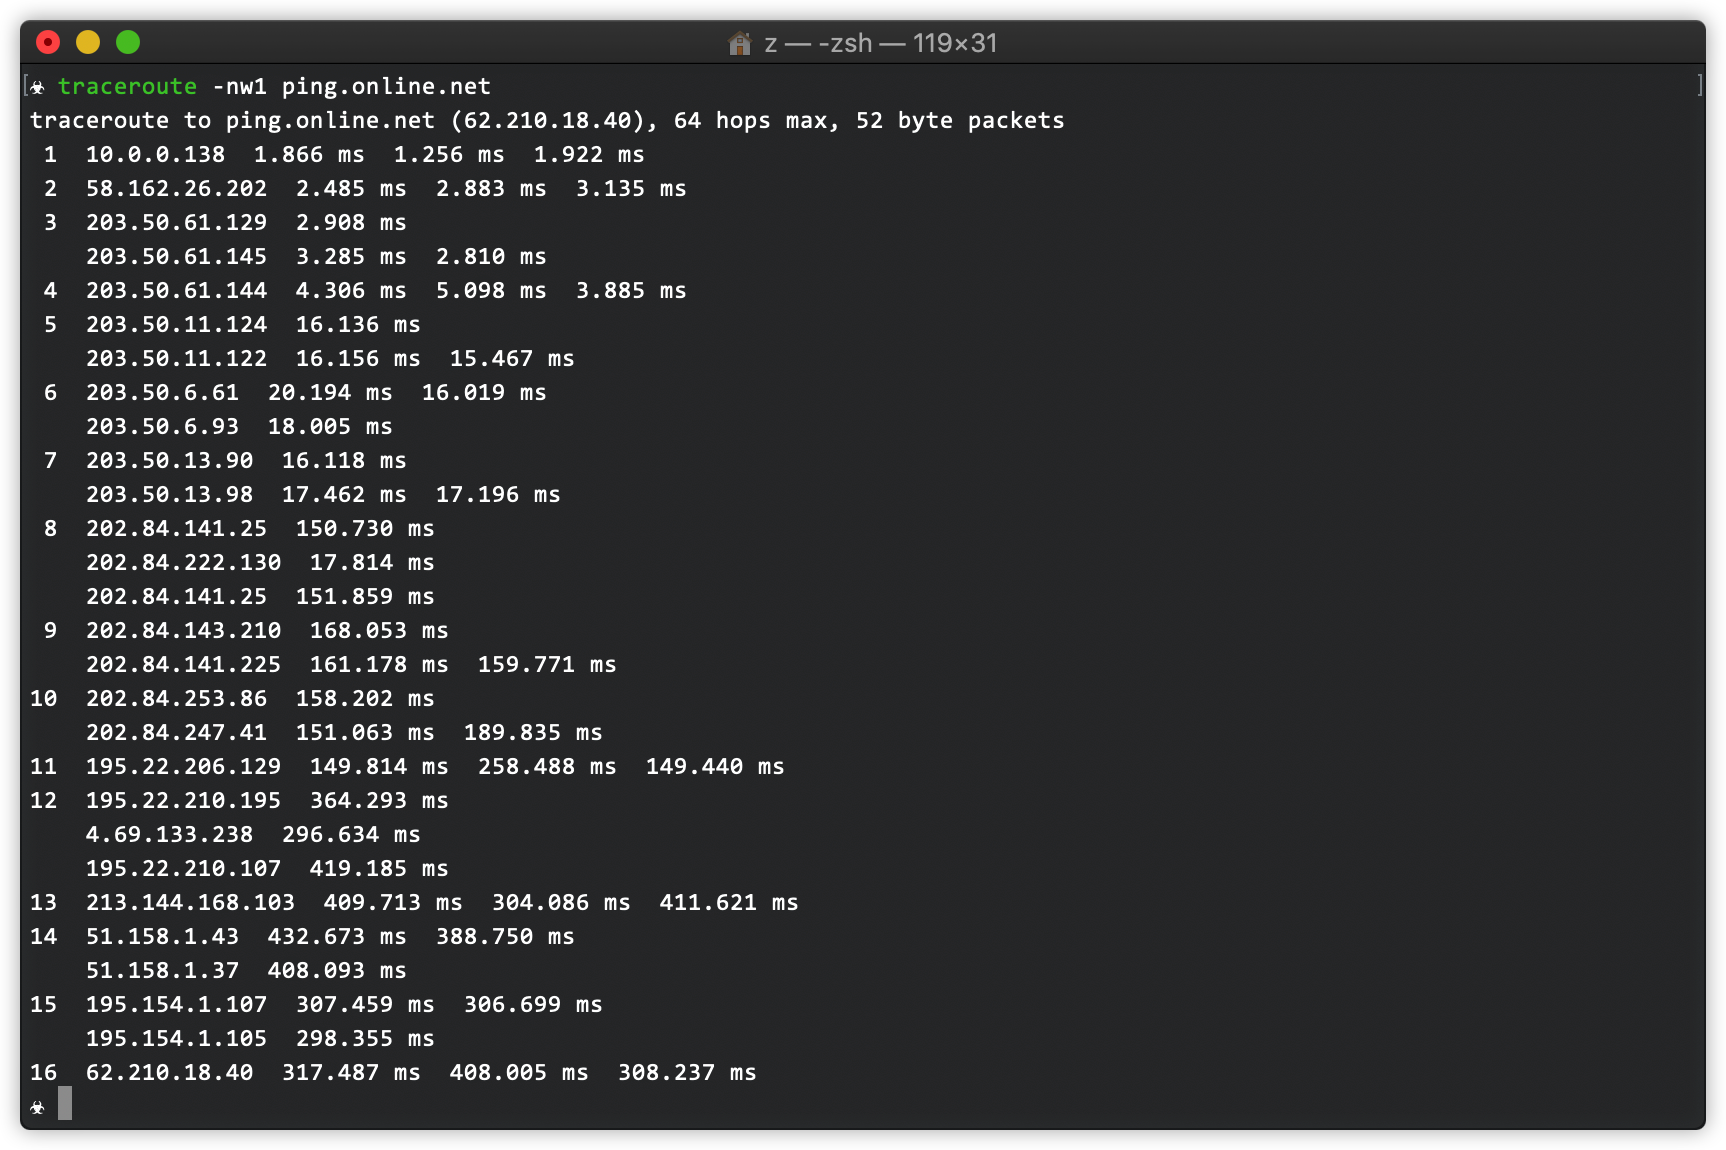 z — -zsh — 119×31
[☣ traceroute -nw1 ping.online.net ]
traceroute to ping.online.net (62.210.18.40), 64 hops max, 52 byte packets
 1  10.0.0.138  1.866 ms  1.256 ms  1.922 ms
 2  58.162.26.202  2.485 ms  2.883 ms  3.135 ms
 3  203.50.61.129  2.908 ms
    203.50.61.145  3.285 ms  2.810 ms
 4  203.50.61.144  4.306 ms  5.098 ms  3.885 ms
 5  203.50.11.124  16.136 ms
    203.50.11.122  16.156 ms  15.467 ms
 6  203.50.6.61  20.194 ms  16.019 ms
    203.50.6.93  18.005 ms
 7  203.50.13.90  16.118 ms
    203.50.13.98  17.462 ms  17.196 ms
 8  202.84.141.25  150.730 ms
    202.84.222.130  17.814 ms
    202.84.141.25  151.859 ms
 9  202.84.143.210  168.053 ms
    202.84.141.225  161.178 ms  159.771 ms
10  202.84.253.86  158.202 ms
    202.84.247.41  151.063 ms  189.835 ms
11  195.22.206.129  149.814 ms  258.488 ms  149.440 ms
12  195.22.210.195  364.293 ms
    4.69.133.238  296.634 ms
    195.22.210.107  419.185 ms
13  213.144.168.103  409.713 ms  304.086 ms  411.621 ms
14  51.158.1.43  432.673 ms  388.750 ms
    51.158.1.37  408.093 ms
15  195.154.1.107  307.459 ms  306.699 ms
    195.154.1.105  298.355 ms
16  62.210.18.40  317.487 ms  408.005 ms  308.237 ms
☣